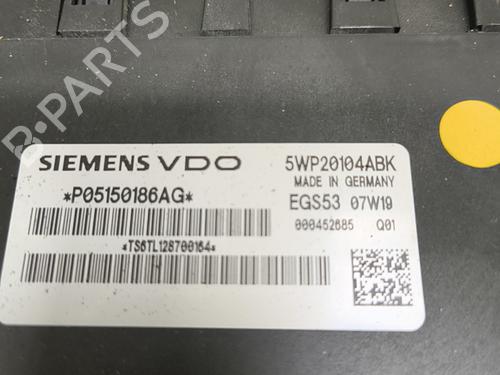 SIEMENS VDO
5WP20104ABK
MADE IN GERMANY
*P05150186AG*
EGS53 07W19
000452685 Q01
*TS6TL128700164*
B-PARTS